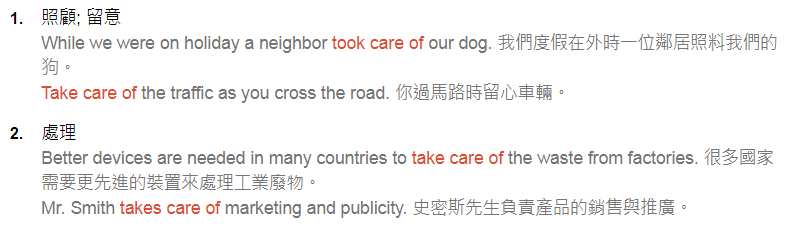 1. 照顧; 留意
While we were on holiday a neighbor took care of our dog. 我們度假在外時一位鄰居照料我們的
狗。
Take care of the traffic as you cross the road. 你過馬路時留心車輛。
2. 處理
Better devices are needed in many countries to take care of the waste from factories. 很多國家
需要更先進的裝置來處理工業廢物。
Mr. Smith takes care of marketing and publicity. 史密斯先生負責產品的銷售與推廣。